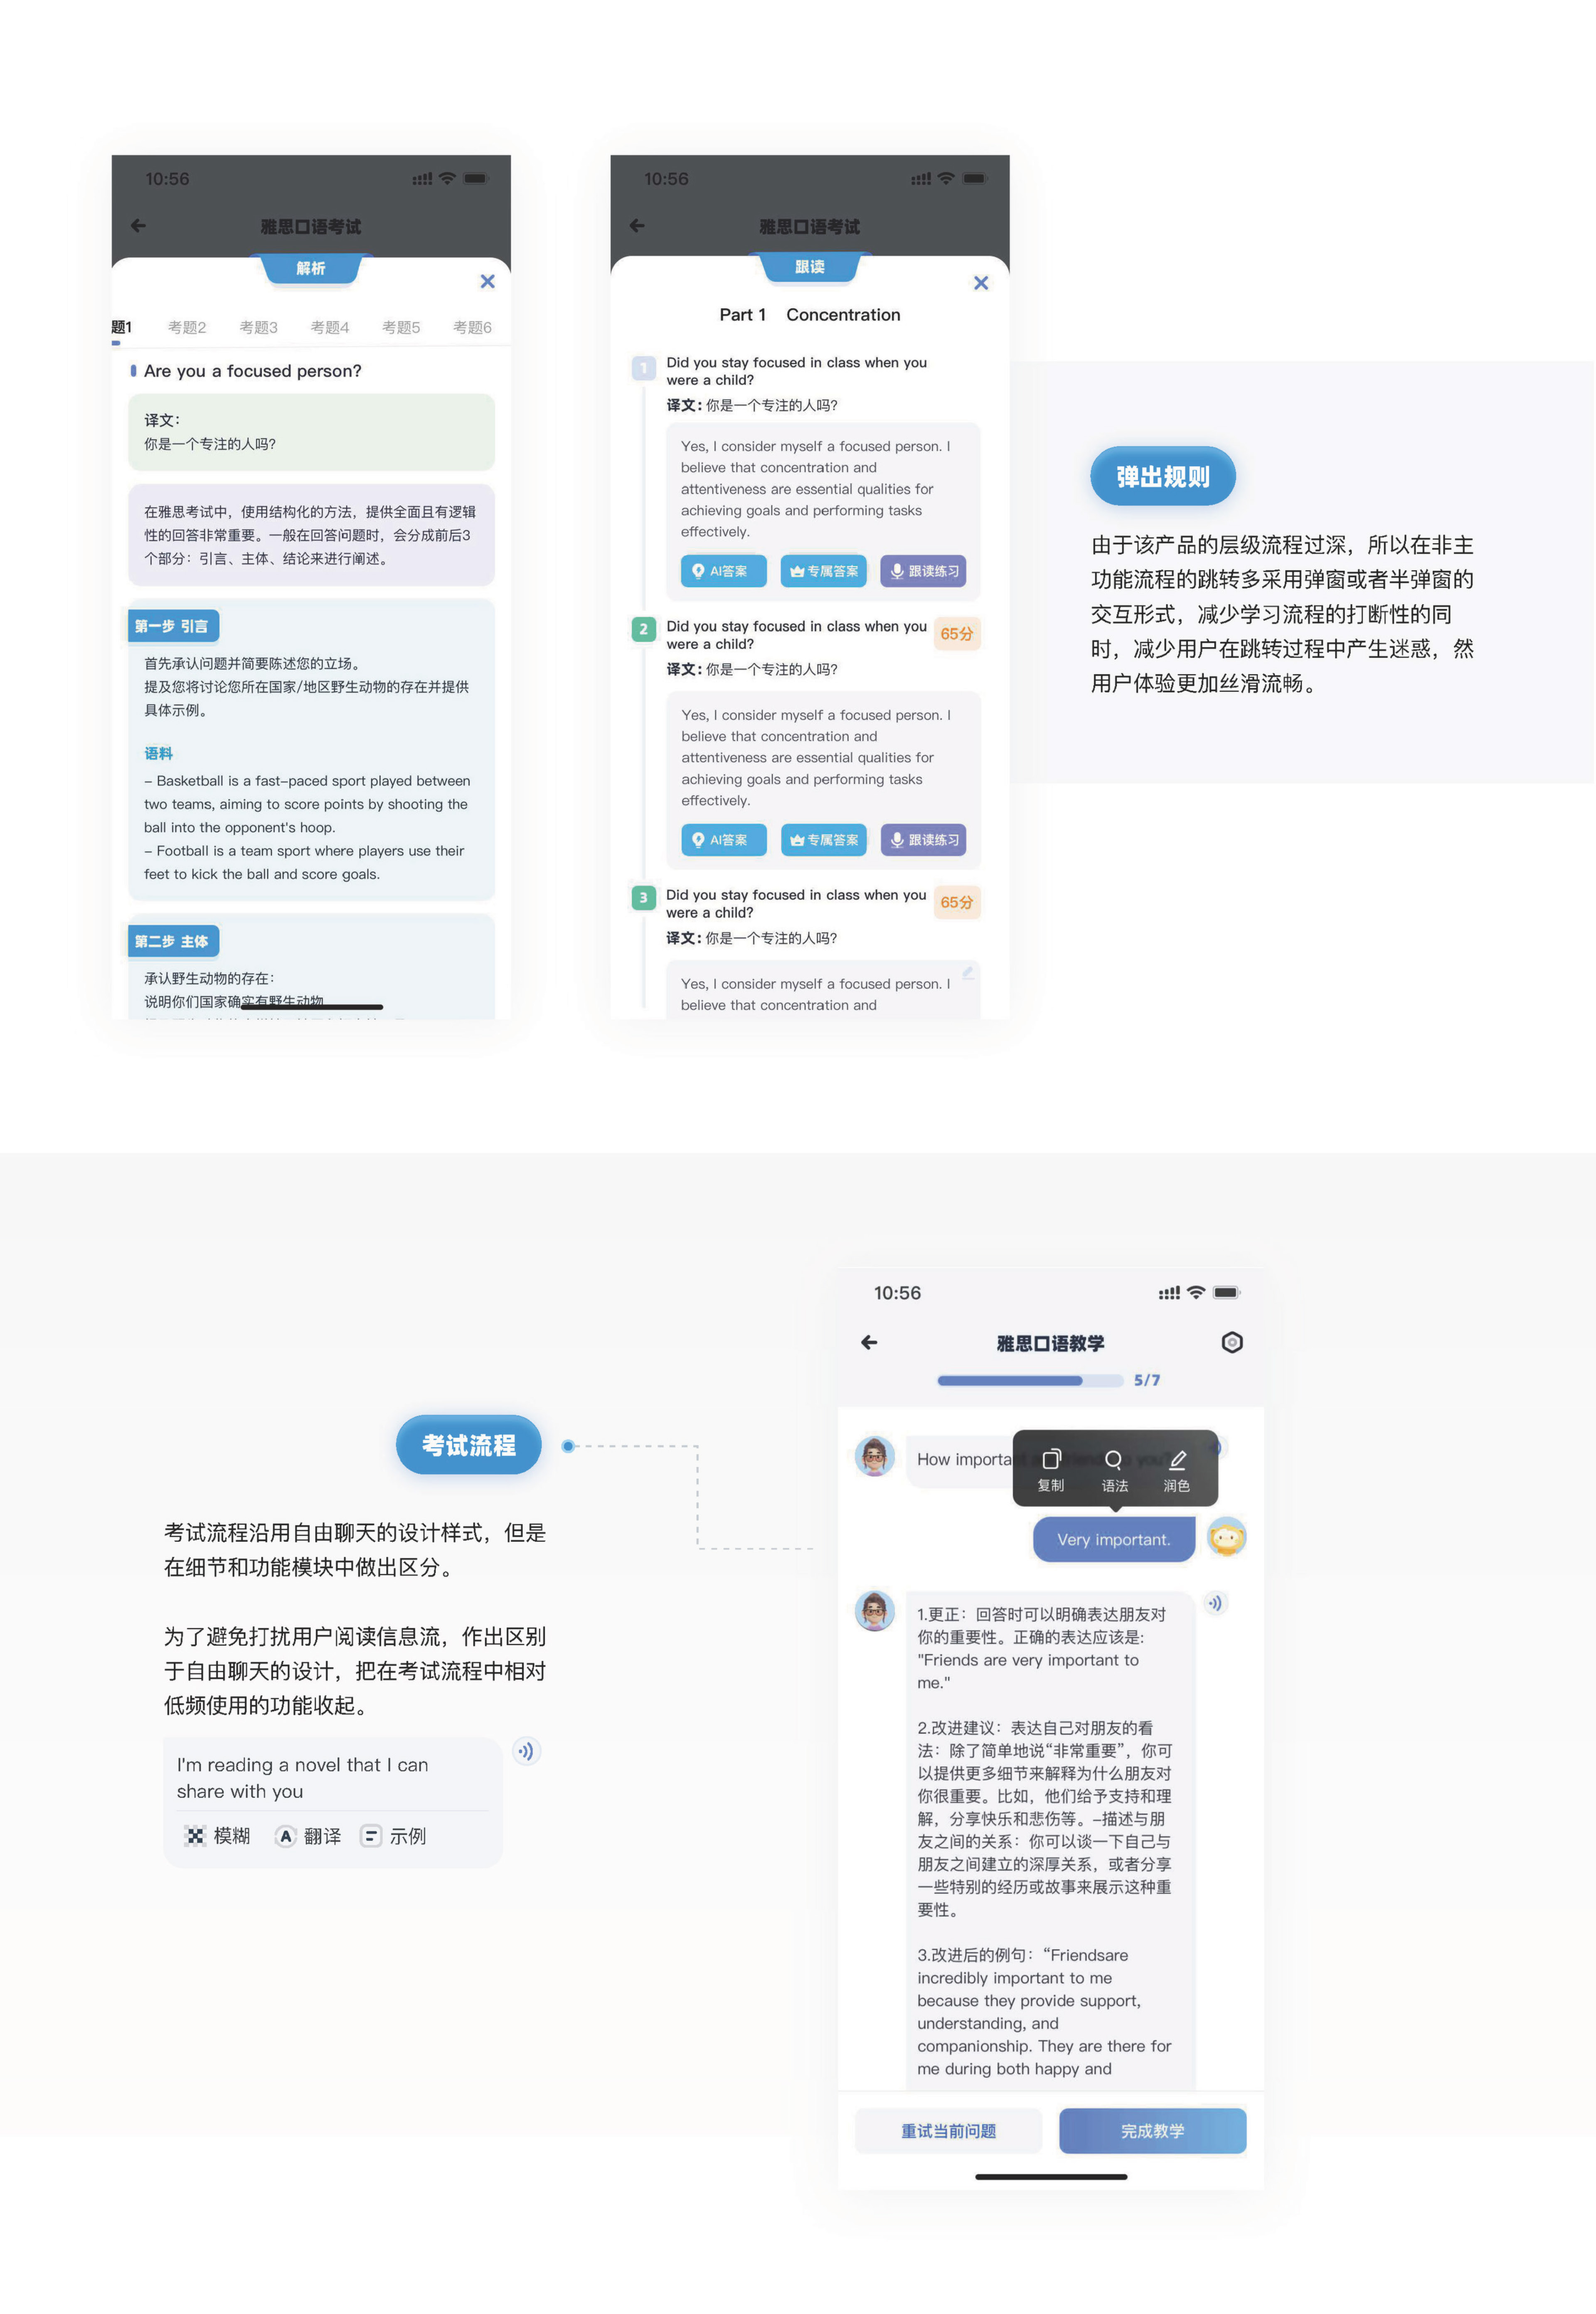 10:56
雅思口语考试
解析
题1 考题2 考题3 考题4 考题5 考题6
Are you a focused person?
译文：
你是一个专注的人吗？
在雅思考试中，使用结构化的方法，提供全面且有逻辑
性的回答非常重要。一般在回答问题时，会分成前后3
个部分：引言、主体、结论来进行阐述。
第一步 引言
首先承认问题并简要陈述您的立场。
提及您将讨论您所在国家/地区野生动物的存在并提供
具体示例。
语料
– Basketball is a fast–paced sport played between
two teams, aiming to score points by shooting the
ball into the opponent's hoop.
– Football is a team sport where players use their
feet to kick the ball and score goals.
第二步 主体
承认野生动物的存在：
说明你们国家确实有野生动物
10:56
雅思口语考试
跟读
Part 1 Concentration
1
Did you stay focused in class when you
were a child?
译文：你是一个专注的人吗？
Yes, I consider myself a focused person. I
believe that concentration and
attentiveness are essential qualities for
achieving goals and performing tasks
effectively.
AI答案 专属答案 跟读练习
2
Did you stay focused in class when you
were a child?
65分
译文：你是一个专注的人吗？
Yes, I consider myself a focused person. I
believe that concentration and
attentiveness are essential qualities for
achieving goals and performing tasks
effectively.
AI答案 专属答案 跟读练习
3
Did you stay focused in class when you
were a child?
65分
译文：你是一个专注的人吗？
Yes, I consider myself a focused person. I
believe that concentration and
弹出规则
由于该产品的层级流程过深，所以在非主
功能流程的跳转多采用弹窗或者半弹窗的
交互形式，减少学习流程的打断性的同
时，减少用户在跳转过程中产生迷惑，然
用户体验更加丝滑流畅。
考试流程
考试流程沿用自由聊天的设计样式，但是
在细节和功能模块中做出区分。
为了避免打扰用户阅读信息流，作出区别
于自由聊天的设计，把在考试流程中相对
低频使用的功能收起。
I'm reading a novel that I can
share with you
模糊 A 翻译 示例
10:56
雅思口语教学
5/7
How importa
you?
复制 语法 润色
Very important.
1.更正：回答时可以明确表达朋友对
你的重要性。正确的表达应该是:
"Friends are very important to
me."
2.改进建议：表达自己对朋友的看
法：除了简单地说“非常重要”，你可
以提供更多细节来解释为什么朋友对
你很重要。比如，他们给予支持和理
解，分享快乐和悲伤等。–描述与朋
友之间的关系：你可以谈一下自己与
朋友之间建立的深厚关系，或者分享
一些特别的经历或故事来展示这种重
要性。
3.改进后的例句：“Friendsare
incredibly important to me
because they provide support,
understanding, and
companionship. They are there for
me during both happy and
重试当前问题 完成教学